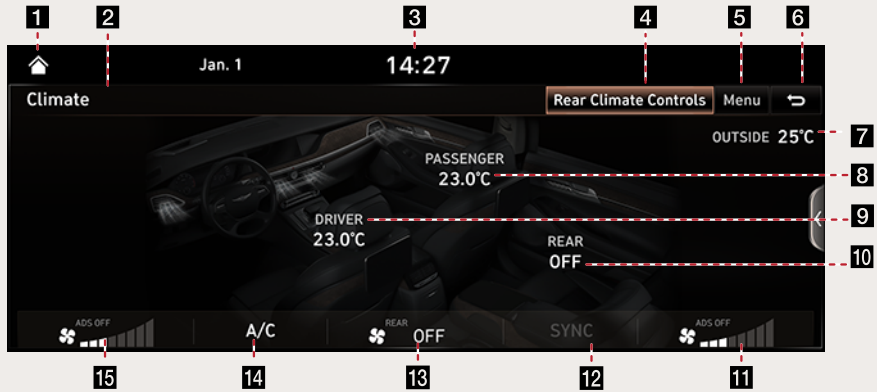 1 2 3 4 5 6
Jan. 1 14:27
Climate Rear Climate Controls Menu
OUTSIDE 25°C 7
PASSENGER
23.0°C 8
DRIVER 9
23.0°C
REAR
OFF 10
ADS OFF A/C REAR OFF SYNC ADS OFF
15 14 13 12 11